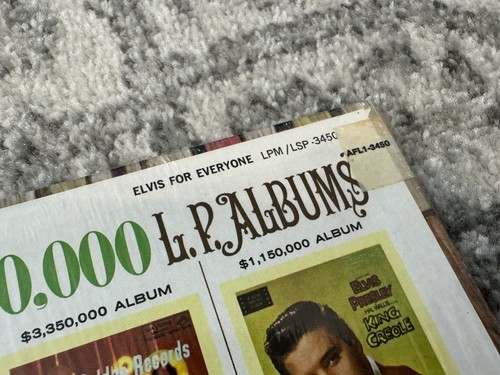 ELVIS FOR EVERYONE LPM/LSP-3450
AFL1-3450
0,000 L.P. ALBUMS
$3,350,000 ALBUM
$1,150,000 ALBUM
Records
ELVIS
PRESLEY
KING
CREOLE